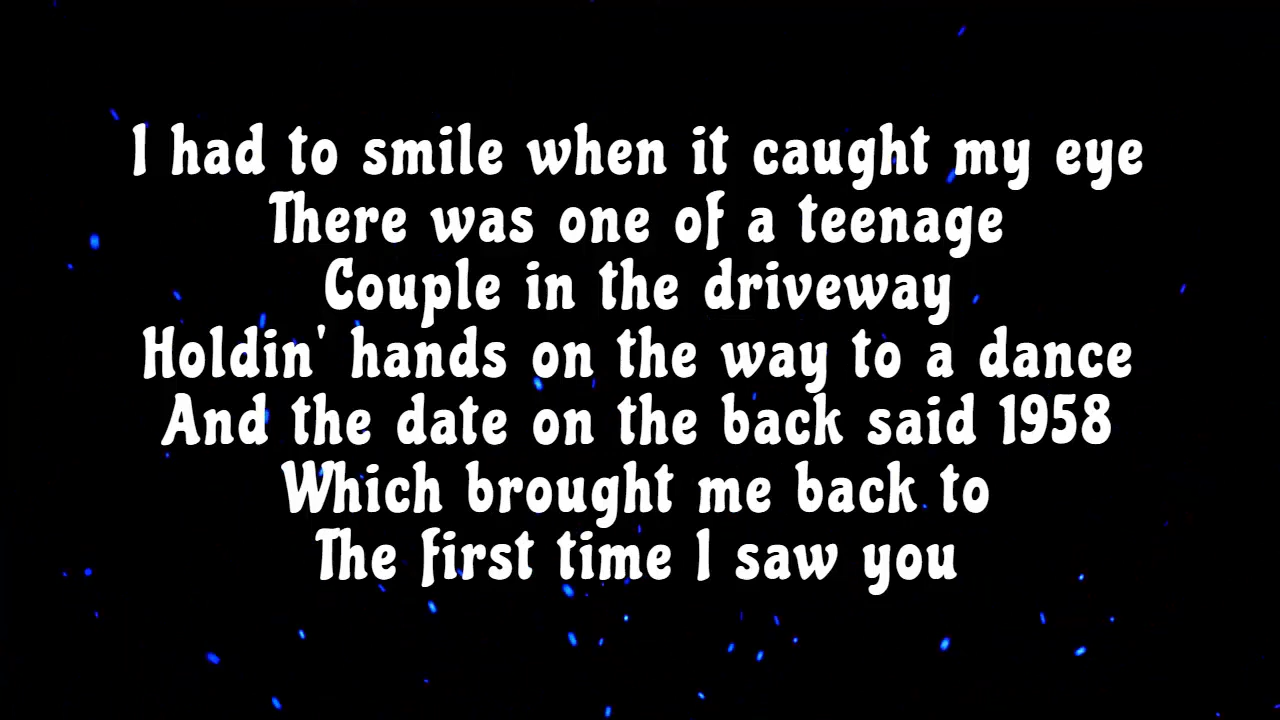 I had to smile when it caught my eye
There was one of a teenage
Couple in the driveway
Holdin' hands on the way to a dance
And the date on the back said 1958
Which brought me back to
The first time I saw you